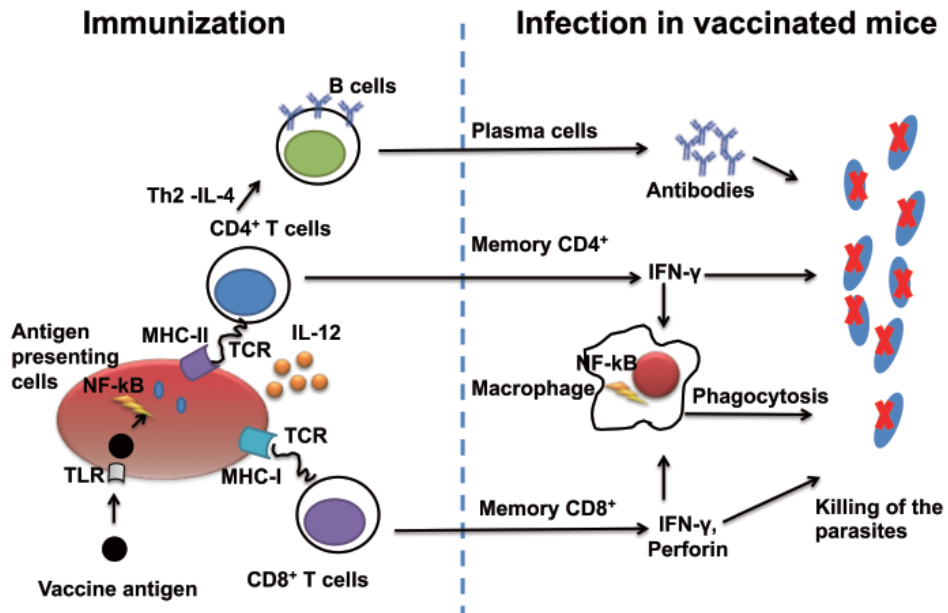 Immunization
Infection in vaccinated mice
B cells
Plasma cells
Antibodies
Th2 -IL-4
CD4⁺ T cells
Memory CD4⁺
IFN-γ
MHC-II
TCR
IL-12
Antigen
presenting
cells
NF-kB
NF-kB
Macrophage
Phagocytosis
TCR
TLR
MHC-I
Memory CD8⁺
IFN-γ,
Perforin
Killing of the
parasites
Vaccine antigen
CD8⁺ T cells